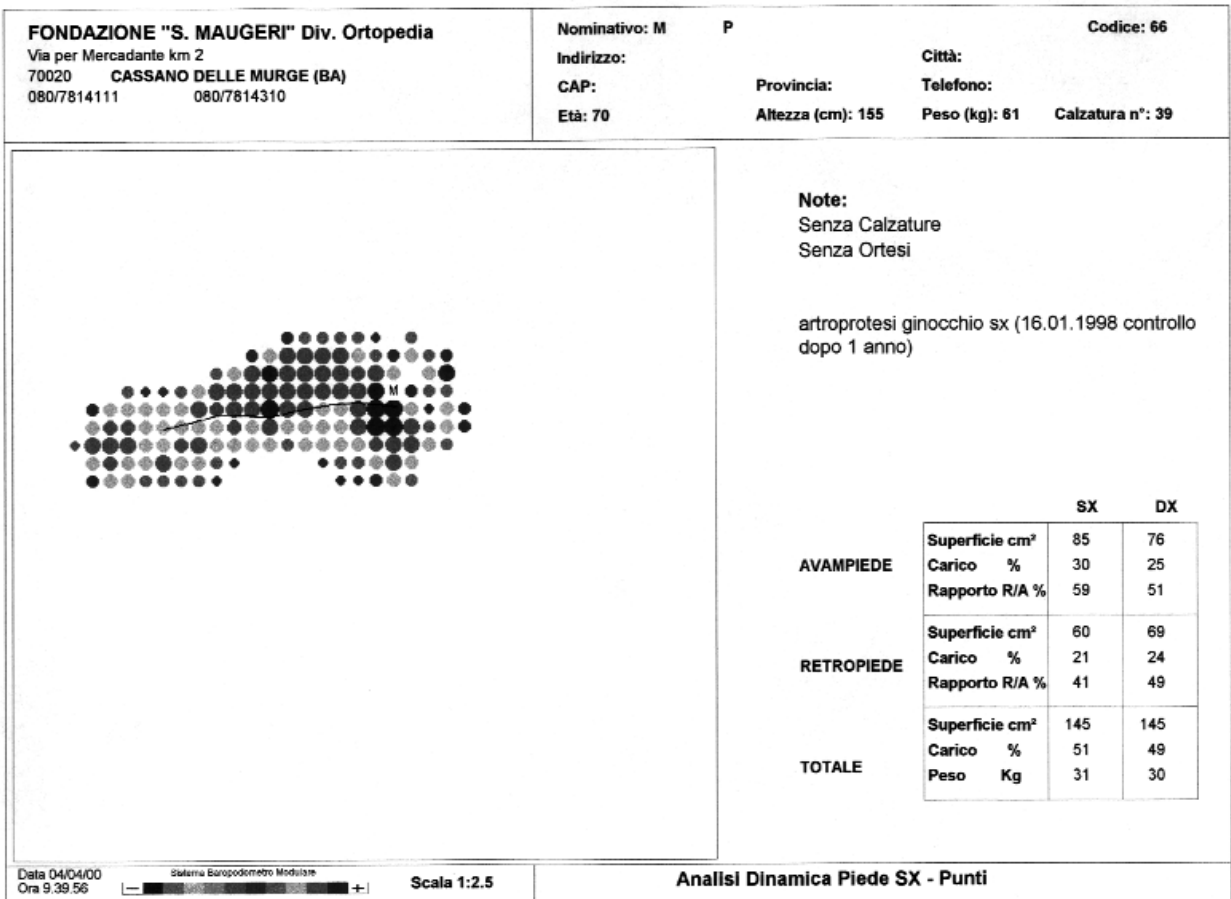 FONDAZIONE "S. MAUGERI" Div. Ortopedia
Via per Mercadante km 2
70020 CASSANO DELLE MURGE (BA)
080/7814111 080/7814310
Nominativo: M P Codice: 66
Indirizzo: Città:
CAP: Provincia: Telefono:
Età: 70 Altezza (cm): 155 Peso (kg): 61 Calzatura n°: 39
Note:
Senza Calzature
Senza Ortesi
artroprotesi ginocchio sx (16.01.1998 controllo
dopo 1 anno)
M
SX DX
AVAMPIEDE
Superficie cm² 85 76
Carico % 30 25
Rapporto R/A % 59 51
RETROPIEDE
Superficie cm² 60 69
Carico % 21 24
Rapporto R/A % 41 49
TOTALE
Superficie cm² 145 145
Carico % 51 49
Peso Kg 31 30
Data 04/04/00
Ora 9.39.56
Sistema Baropodometro Modulare
− +
Scala 1:2.5
Analisi Dinamica Piede SX - Punti